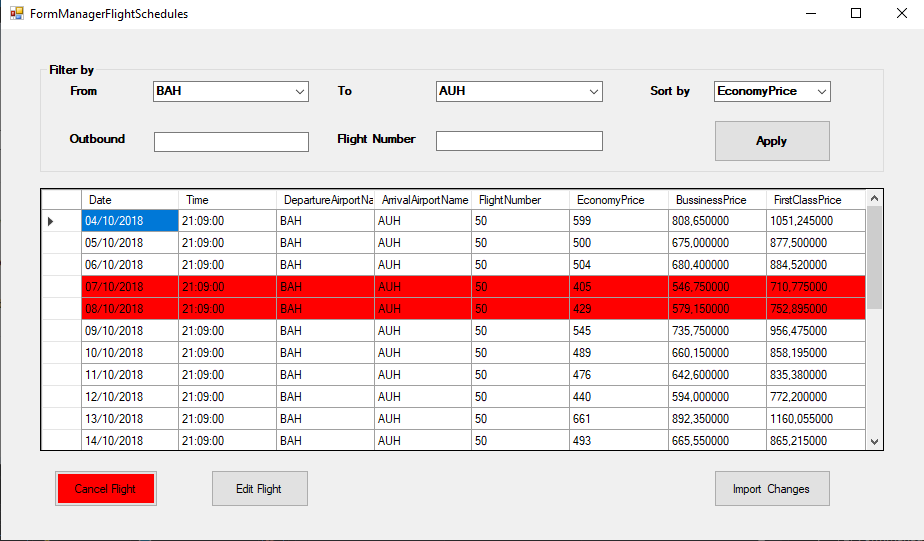 FormManagerFlightSchedules
Filter by
From BAH To AUH Sort by EconomyPrice
Outbound Flight Number Apply
Date Time DepartureAirportNa ArrivalAirportName FlightNumber EconomyPrice BussinessPrice FirstClassPrice
04/10/2018 21:09:00 BAH AUH 50 599 808,650000 1051,245000
05/10/2018 21:09:00 BAH AUH 50 500 675,000000 877,500000
06/10/2018 21:09:00 BAH AUH 50 504 680,400000 884,520000
07/10/2018 21:09:00 BAH AUH 50 405 546,750000 710,775000
08/10/2018 21:09:00 BAH AUH 50 429 579,150000 752,895000
09/10/2018 21:09:00 BAH AUH 50 545 735,750000 956,475000
10/10/2018 21:09:00 BAH AUH 50 489 660,150000 858,195000
11/10/2018 21:09:00 BAH AUH 50 476 642,600000 835,380000
12/10/2018 21:09:00 BAH AUH 50 440 594,000000 772,200000
13/10/2018 21:09:00 BAH AUH 50 661 892,350000 1160,055000
14/10/2018 21:09:00 BAH AUH 50 493 665,550000 865,215000
Cancel Flight Edit Flight Import Changes